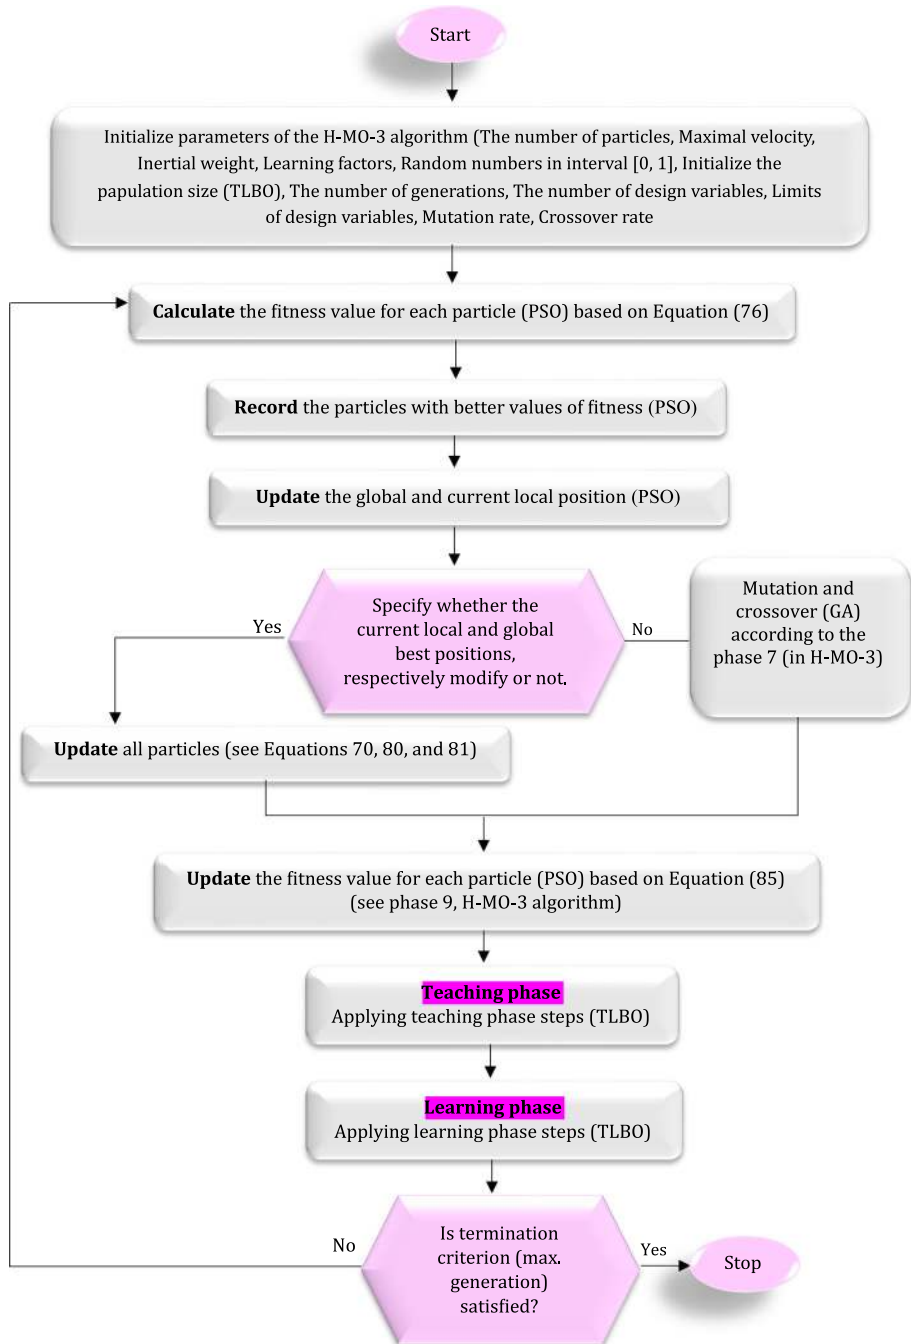 Start
Initialize parameters of the H-MO-3 algorithm (The number of particles, Maximal velocity,
Inertial weight, Learning factors, Random numbers in interval [0, 1], Initialize the
papulation size (TLBO), The number of generations, The number of design variables, Limits
of design variables, Mutation rate, Crossover rate
Calculate the fitness value for each particle (PSO) based on Equation (76)
Record the particles with better values of fitness (PSO)
Update the global and current local position (PSO)
Specify whether the
current local and global
best positions,
respectively modify or not.
Yes
No
Mutation and
crossover (GA)
according to the
phase 7 (in H-MO-3)
Update all particles (see Equations 70, 80, and 81)
Update the fitness value for each particle (PSO) based on Equation (85)
(see phase 9, H-MO-3 algorithm)
Teaching phase
Applying teaching phase steps (TLBO)
Learning phase
Applying learning phase steps (TLBO)
Is termination
criterion (max.
generation)
satisfied?
No
Yes
Stop